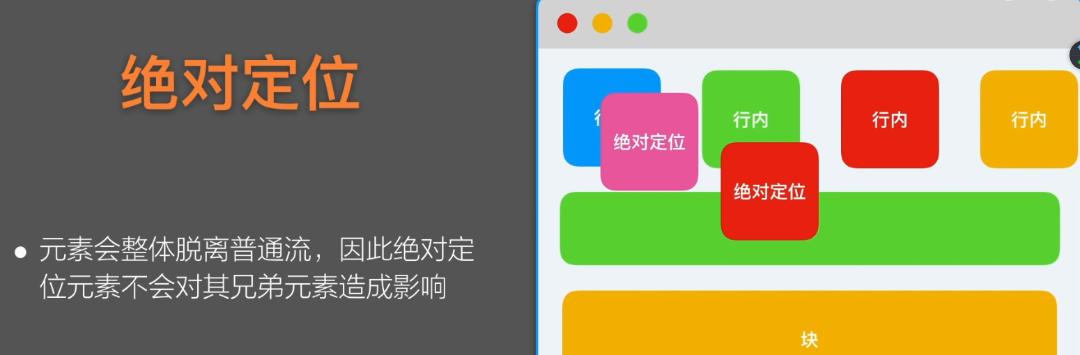 绝对定位
元素会整体脱离普通流，因此绝对定
位元素不会对其兄弟元素造成影响
行内
行内
行内
绝对定位
绝对定位
块